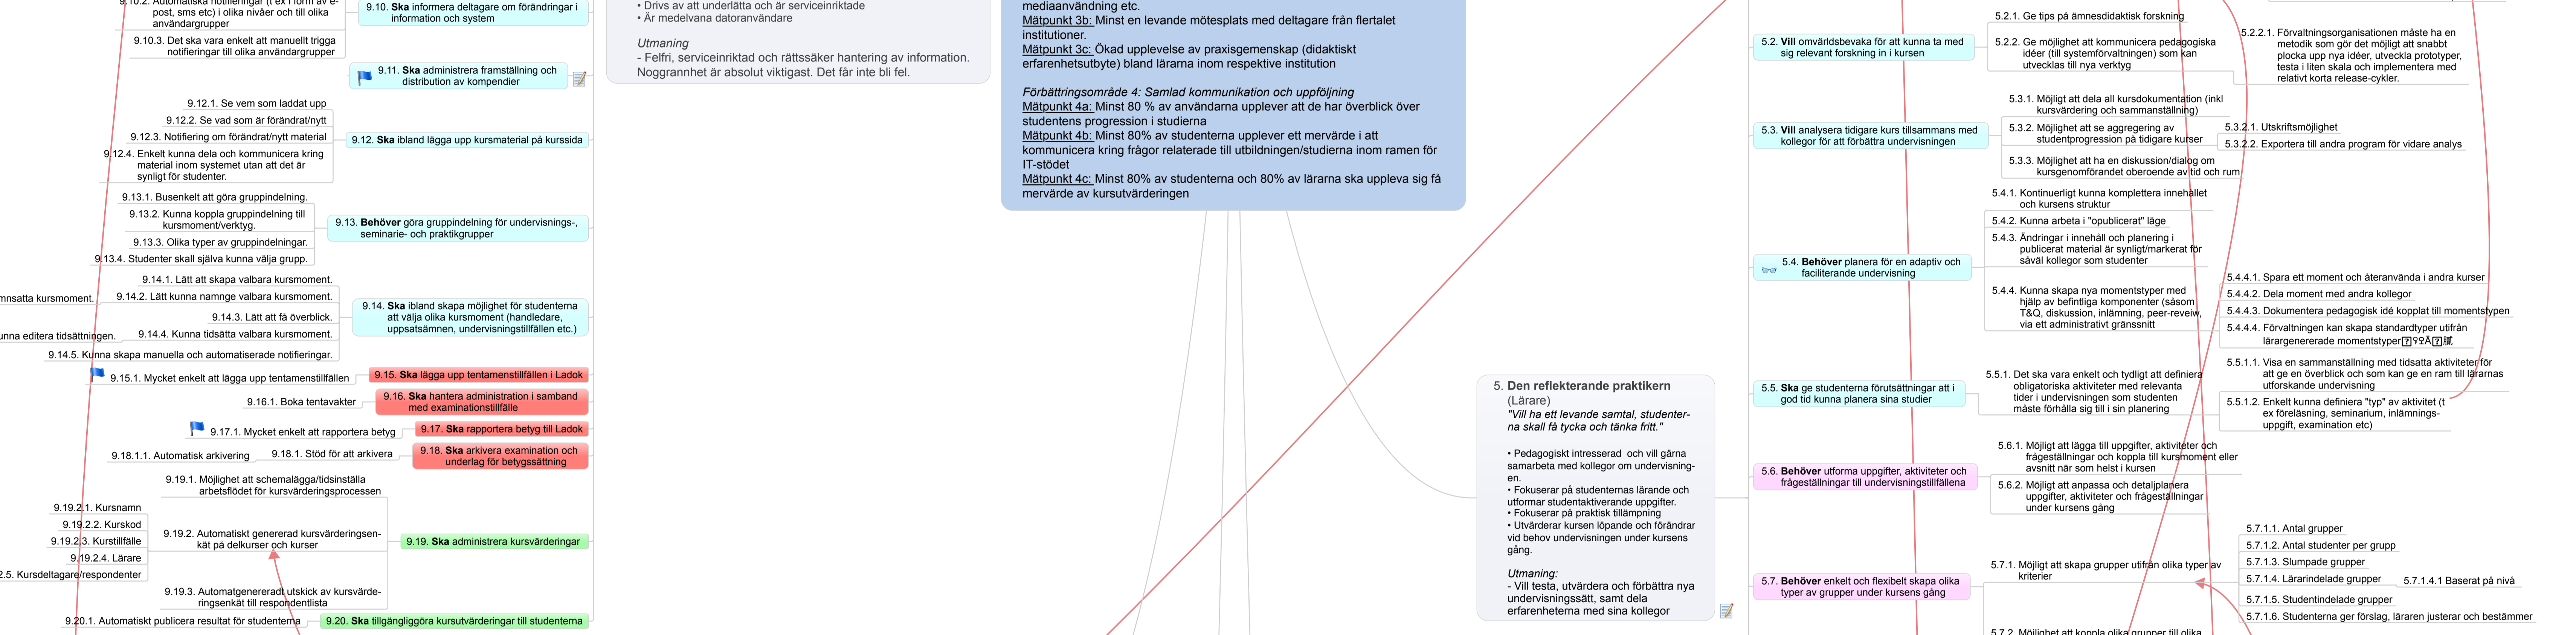 9.10.2. Automatiska notifieringar (t ex i form av e-
post, sms etc) i olika nivåer och till olika
användargrupper
9.10.3. Det ska vara enkelt att manuellt trigga
notifieringar till olika användargrupper
9.10. Ska informera deltagare om förändringar i
information och system
9.11. Ska administrera framställning och
distribution av kompendier
9.12.1. Se vem som laddat upp
9.12.2. Se vad som är förändrat/nytt
9.12.3. Notifiering om förändrat/nytt material
9.12.4. Enkelt kunna dela och kommunicera kring
material inom systemet utan att det är
synligt för studenter.
9.12. Ska ibland lägga upp kursmaterial på kurssida
9.13.1. Busenkelt att göra gruppindelning.
9.13.2. Kunna koppla gruppindelning till
kursmoment/verktyg.
9.13.3. Olika typer av gruppindelningar.
9.13.4. Studenter skall själva kunna välja grupp.
9.13. Behöver göra gruppindelning för undervisnings-,
seminarie- och praktikgrupper
9.14.1. Lätt att skapa valbara kursmoment.
mnsatta kursmoment.
9.14.2. Lätt kunna namnge valbara kursmoment.
9.14.3. Lätt att få överblick.
unna editera tidsättningen.
9.14.4. Kunna tidsätta valbara kursmoment.
9.14.5. Kunna skapa manuella och automatiserade notifieringar.
9.14. Ska ibland skapa möjlighet för studenterna
att välja olika kursmoment (handledare,
uppsatsämnen, undervisningstillfällen etc.)
9.15.1. Mycket enkelt att lägga upp tentamenstillfällen
9.15. Ska lägga upp tentamenstillfällen i Ladok
9.16.1. Boka tentavakter
9.16. Ska hantera administration i samband
med examinationstillfälle
9.17.1. Mycket enkelt att rapportera betyg
9.17. Ska rapportera betyg till Ladok
9.18.1.1. Automatisk arkivering
9.18.1. Stöd för att arkivera
9.18. Ska arkivera examination och
underlag för betygssättning
9.19.1. Möjlighet att schemalägga/tidsinställa
arbetsflödet för kursvärderingsprocessen
9.19.2.1. Kursnamn
9.19.2.2. Kurskod
9.19.2.3. Kurstillfälle
9.19.2.4. Lärare
2.5. Kursdeltagare/respondenter
9.19.2. Automatiskt genererad kursvärderingsen-
kät på delkurser och kurser
9.19.3. Automatgenereradt utskick av kursvärde-
ringsenkät till respondentlista
9.19. Ska administrera kursvärderingar
9.20.1. Automatiskt publicera resultat för studenterna
9.20. Ska tillgängliggöra kursutvärderingar till studenterna
• Drivs av att underlätta och är serviceinriktade
• Är medelvana datoranvändare
Utmaning
- Felfri, serviceinriktad och rättssäker hantering av information.
Noggrannhet är absolut viktigast. Det får inte bli fel.
mediaanvändning etc.
Mätpunkt 3b: Minst en levande mötesplats med deltagare från flertalet
institutioner.
Mätpunkt 3c: Ökad upplevelse av praxisgemenskap (didaktiskt
erfarenhetsutbyte) bland lärarna inom respective institution
Förbättringsområde 4: Samlad kommunikation och uppföljning
Mätpunkt 4a: Minst 80 % av användarna upplever att de har överblick över
studentens progression i studierna
Mätpunkt 4b: Minst 80% av studenterna upplever ett mervärde i att
kommunicera kring frågor relaterade till utbildningen/studierna inom ramen för
IT-stödet
Mätpunkt 4c: Minst 80% av studenterna och 80% av lärarna ska uppleva sig få
mervärde av kursutvärderingen
5. Den reflekterande praktikern
(Lärare)
"Vill ha ett levande samtal, studenter-
na skall få tycka och tänka fritt."
• Pedagogiskt intresserad och vill gärna
samarbeta med kollegor om undervisning-
en.
• Fokuserar på studenternas lärande och
utformar studentaktiverande uppgifter.
• Fokuserar på praktisk tillämpning
• Utvärderar kursen löpande och förändrar
vid behov undervisningen under kursens
gång.
Utmaning:
- Vill testa, utvärdera och förbättra nya
undervisningssätt, samt dela
erfarenheterna med sina kollegor
5.2. Vill omvärldsbevaka för att kunna ta med
sig relevant forskning in i kursen
5.2.1. Ge tips på ämnesdidaktisk forskning
5.2.2. Ge möjlighet att kommunicera pedagogiska
idéer (till systemförvaltningen) som kan
utvecklas till nya verktyg
5.2.2.1. Förvaltningsorganisationen måste ha en
metodik som gör det möjligt att snabbt
plocka upp nya idéer, utveckla prototyper,
testa i liten skala och implementera med
relativt korta release-cykler.
5.3. Vill analysera tidigare kurs tillsammans med
kollegor för att förbättra undervisningen
5.3.1. Möjligt att dela all kursdokumentation (inkl
kursvärdering och sammanställning)
5.3.2. Möjlighet att se aggregering av
studentprogression på tidigare kurser
5.3.2.1. Utskriftsmöjlighet
5.3.2.2. Exportera till andra program för vidare analys
5.3.3. Möjlighet att ha en diskussion/dialog om
kursgenomförandet oberoende av tid och rum
5.4. Behöver planera för en adaptiv och
faciliterande undervisning
5.4.1. Kontinuerligt kunna komplettera innehållet
och kursens struktur
5.4.2. Kunna arbeta i "opublicerat" läge
5.4.3. Ändringar i innehåll och planering i
publicerat material är synligt/markerat för
såväl kollegor som studenter
5.4.4. Kunna skapa nya momentstyper med
hjälp av befintliga komponenter (såsom
T&Q, diskussion, inlämning, peer-reveiw,
via ett administrativt gränssnitt
5.4.4.1. Spara ett moment och återanvända i andra kurser
5.4.4.2. Dela moment med andra kollegor
5.4.4.3. Dokumentera pedagogisk idé kopplat till momentstypen
5.4.4.4. Förvaltningen kan skapa standardtyper utifrån
lärargenererade momentstyper
5.5. Ska ge studenterna förutsättningar att i
god tid kunna planera sina studier
5.5.1. Det ska vara enkelt och tydligt att definiera
obligatoriska aktiviteter med relevanta
tider i undervisningen som studenten
måste förhålla sig till i sin planering
5.5.1.1. Visa en sammanställning med tidsatta aktiviteter för
att ge en överblick och som kan ge en ram till lärarnas
utforskande undervisning
5.5.1.2. Enkelt kunna definiera "typ" av aktivitet (t
ex föreläsning, seminarium, inlämnings-
uppgift, examination etc)
5.6. Behöver utforma uppgifter, aktiviteter och
frågeställningar till undervisningstillfällena
5.6.1. Möjligt att lägga till uppgifter, aktiviteter och
frågeställningar och koppla till kursmoment eller
avsnitt när som helst i kursen
5.6.2. Möjligt att anpassa och detaljplanera
uppgifter, aktiviteter och frågeställningar
under kursens gång
5.7. Behöver enkelt och flexibelt skapa olika
typer av grupper under kursens gång
5.7.1. Möjligt att skapa grupper utifrån olika typer av
kriterier
5.7.1.1. Antal grupper
5.7.1.2. Antal studenter per grupp
5.7.1.3. Slumpade grupper
5.7.1.4. Lärarindelade grupper
5.7.1.4.1 Baserat på nivå
5.7.1.5. Studentindelade grupper
5.7.1.6. Studenterna ger förslag, läraren justerar och bestämmer
5.7.2. Möjlighet att koppla olika grupper till olika